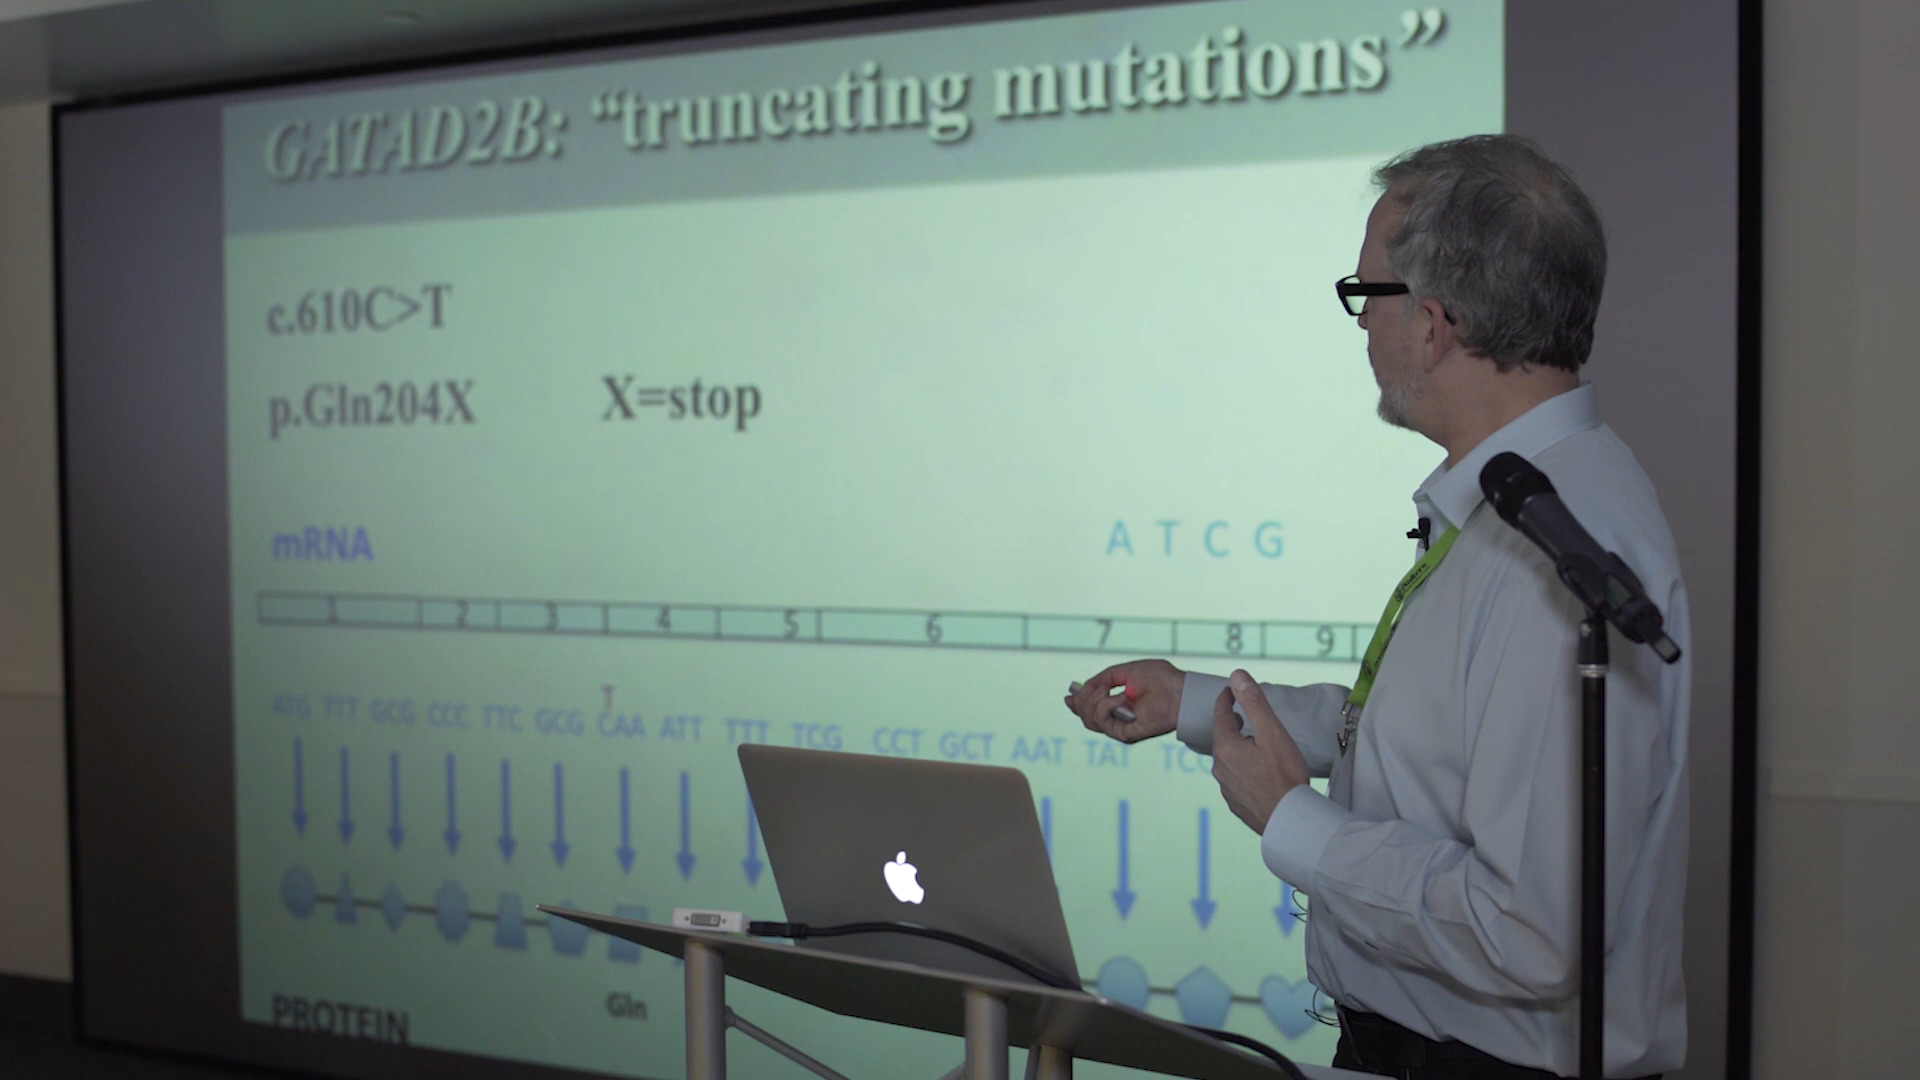 GATAD2B: “truncating mutations”
c.610C>T
p.Gln204X X=stop
mRNA A T C G
1 2 3 4 5 6 7 8 9
T
ATG TTT GCG CCC TTC GCG CAA ATT TTT TCG CCT GCT AAT TAT
Gln
PROTEIN